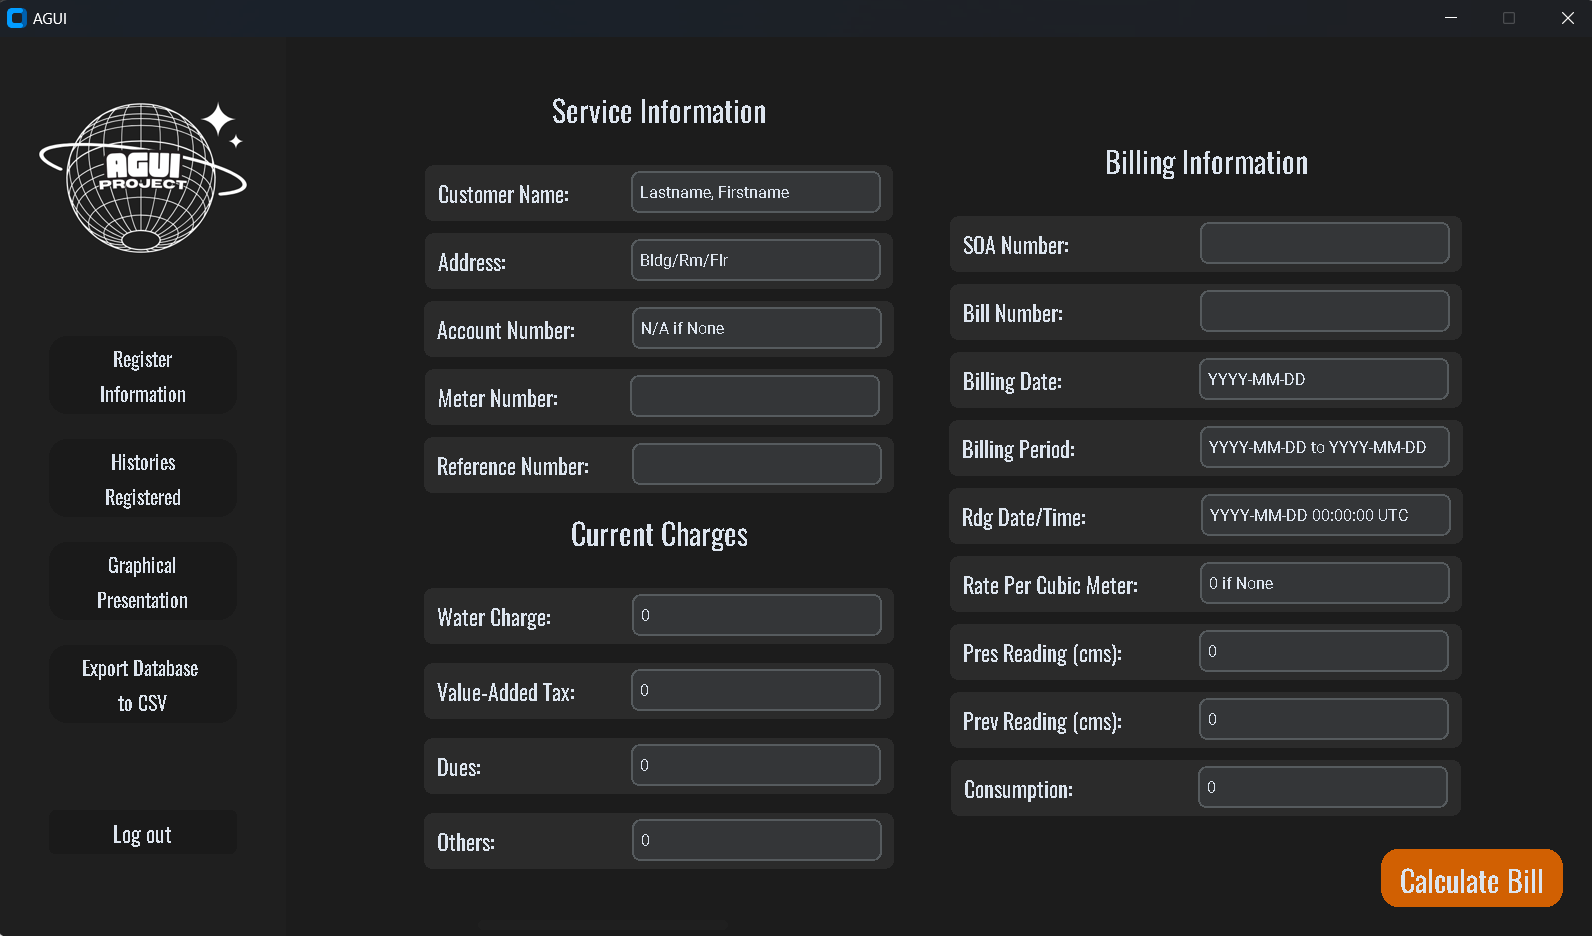 AGUI
AGUI
PROJECT
Register
Information
Histories
Registered
Graphical
Presentation
Export Database
to CSV
Log out
Service Information
Customer Name: Lastname, Firstname
Address: Bldg/Rm/Flr
Account Number: N/A if None
Meter Number:
Reference Number:
Current Charges
Water Charge: 0
Value-Added Tax: 0
Dues: 0
Others: 0
Billing Information
SOA Number:
Bill Number:
Billing Date: YYYY-MM-DD
Billing Period: YYYY-MM-DD to YYYY-MM-DD
Rdg Date/Time: YYYY-MM-DD 00:00:00 UTC
Rate Per Cubic Meter: 0 if None
Pres Reading (cms): 0
Prev Reading (cms): 0
Consumption: 0
Calculate Bill